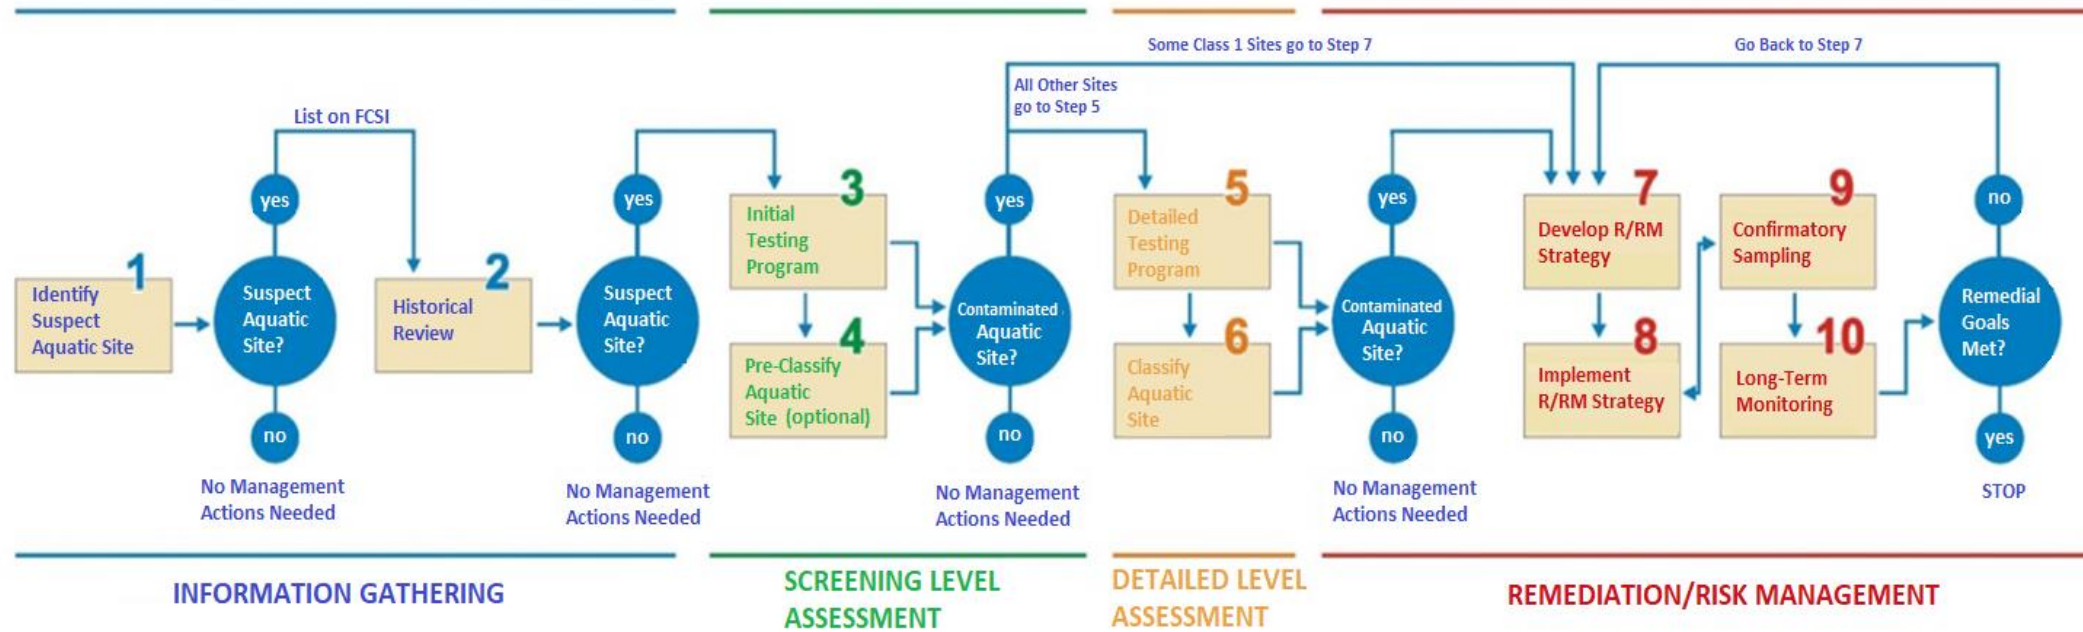 Some Class 1 Sites go to Step 7
Go Back to Step 7
All Other Sites
go to Step 5
List on FCSI
yes
yes
yes
yes
no
1
Identify
Suspect
Aquatic Site
Suspect
Aquatic
Site?
no
No Management
Actions Needed
2
Historical
Review
Suspect
Aquatic
Site?
no
No Management
Actions Needed
3
Initial
Testing
Program
4
Pre-Classify
Aquatic
Site (optional)
Contaminated
Aquatic
Site?
no
No Management
Actions Needed
5
Detailed
Testing
Program
6
Classify
Aquatic
Site
Contaminated
Aquatic
Site?
no
No Management
Actions Needed
7
Develop R/RM
Strategy
8
Implement
R/RM Strategy
9
Confirmatory
Sampling
10
Long-Term
Monitoring
Remedial
Goals
Met?
yes
STOP
INFORMATION GATHERING
SCREENING LEVEL
ASSESSMENT
DETAILED LEVEL
ASSESSMENT
REMEDIATION/RISK MANAGEMENT